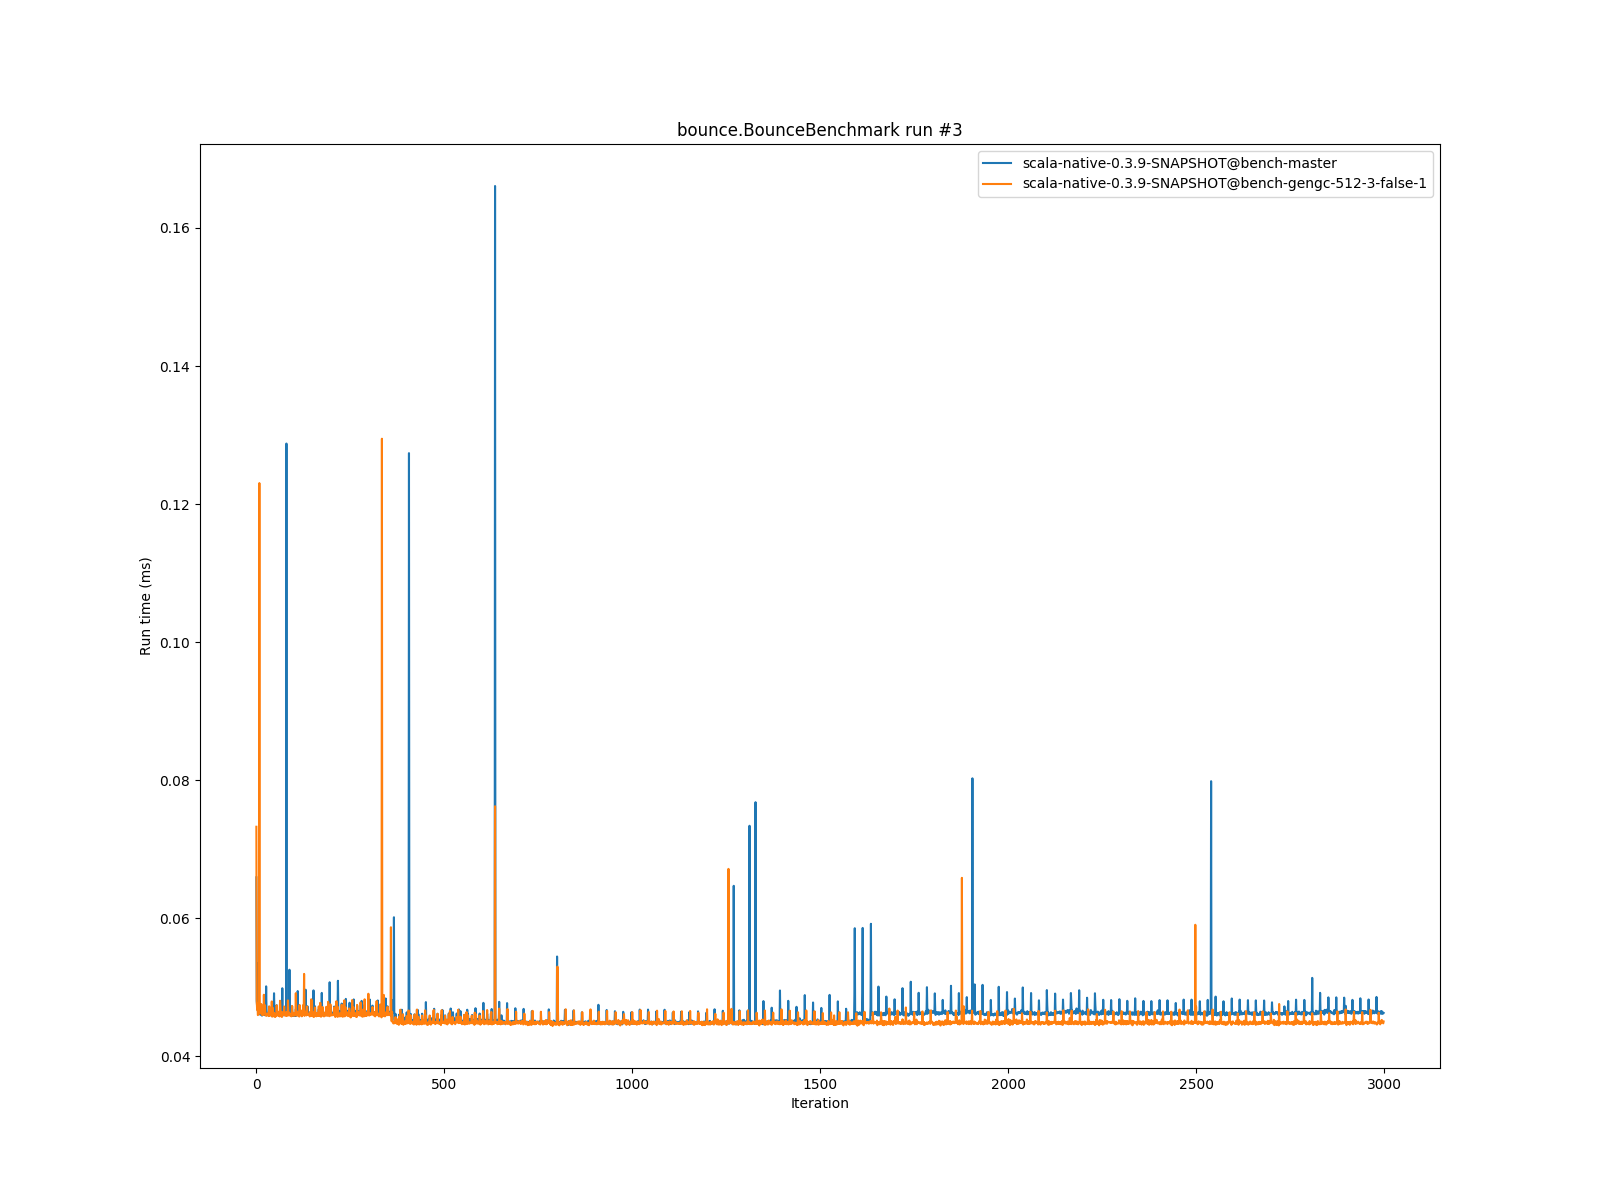 bounce.BounceBenchmark run #3
scala-native-0.3.9-SNAPSHOT@bench-master
scala-native-0.3.9-SNAPSHOT@bench-gengc-512-3-false-1
Run time (ms)
0.16
0.14
0.12
0.10
0.08
0.06
0.04
0 500 1000 1500 2000 2500 3000
Iteration